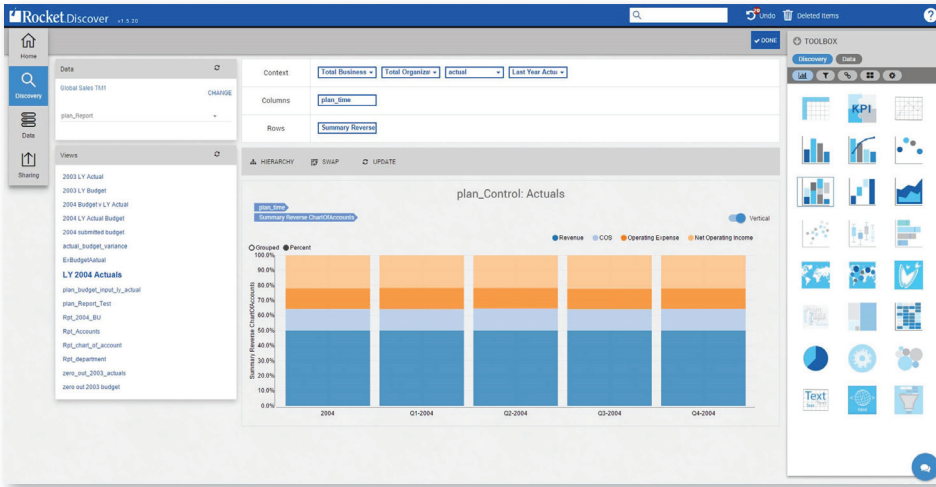 Rocket.Discover v1.5.20
20
Undo
Deleted Items
?
Home
Discovery
Data
Sharing
Data
Global Sales TM1
CHANGE
plan_Report
Views
2003 LY Actual
2003 LY Budget
2004 Budget v LY Actual
2004 LY Actual Budget
2004 submitted budget
actual_budget_variance
ExBudgetAatual
LY 2004 Actuals
plan_budget_input_ly_actual
plan_Report_Test
Rpt_2004_BU
Rpt_Accounts
Rpt_chart_of_account
Rpt_department
zero_out_2003_actuals
zero out 2003 budget
DONE
Context
Total Business
Total Organizar
actual
Last Year Actu
Columns
plan_time
Rows
Summary Reverse
HIERARCHY
SWAP
UPDATE
plan_Control: Actuals
plan_time
Summary Reverse ChartOfAccounts
Vertical
Revenue COS Operating Expense Net Operating Income
Grouped Percent
100.0%
90.0%
80.0%
70.0%
60.0%
50.0%
40.0%
30.0%
20.0%
10.0%
0.0%
Summary Reverse ChartOfAccounts
2004 Q1-2004 Q2-2004 Q3-2004 Q4-2004
TOOLBOX
Discovery
Data
KPI
Text